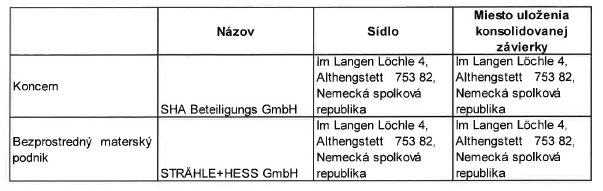 Názov
Sídlo
Miesto uloženia
konsolidovanej
závierky
Koncern
SHA Beteiligungs GmbH
Im Langen Löchle 4,
Althengstett 753 82,
Nemecká spolková
republika
Im Langen Löchle 4,
Althengstett 753 82,
Nemecká spolková
republika
Bezprostredný materský
podnik
STRÄHLE+HESS GmbH
Im Langen Löchle 4,
Althengstett 753 82,
Nemecká spolková
republika
Im Langen Löchle 4,
Althengstett 753 82,
Nemecká spolková
republika